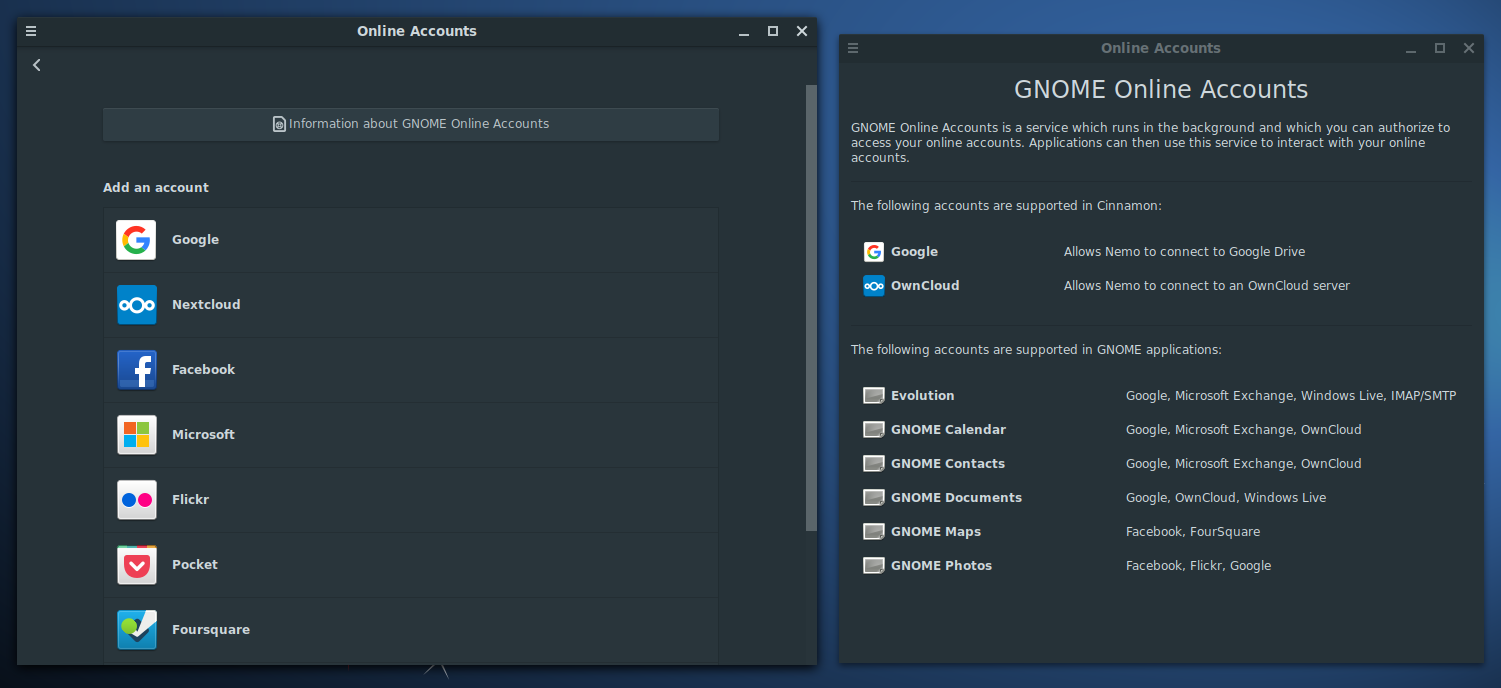 Online Accounts
Information about GNOME Online Accounts
Add an account
Google
Nextcloud
Facebook
Microsoft
Flickr
Pocket
Foursquare
Online Accounts
GNOME Online Accounts
GNOME Online Accounts is a service which runs in the background and which you can authorize to
access your online accounts. Applications can then use this service to interact with your online
accounts.
The following accounts are supported in Cinnamon:
Google Allows Nemo to connect to Google Drive
OwnCloud Allows Nemo to connect to an OwnCloud server
The following accounts are supported in GNOME applications:
Evolution Google, Microsoft Exchange, Windows Live, IMAP/SMTP
GNOME Calendar Google, Microsoft Exchange, OwnCloud
GNOME Contacts Google, Microsoft Exchange, OwnCloud
GNOME Documents Google, OwnCloud, Windows Live
GNOME Maps Facebook, FourSquare
GNOME Photos Facebook, Flickr, Google